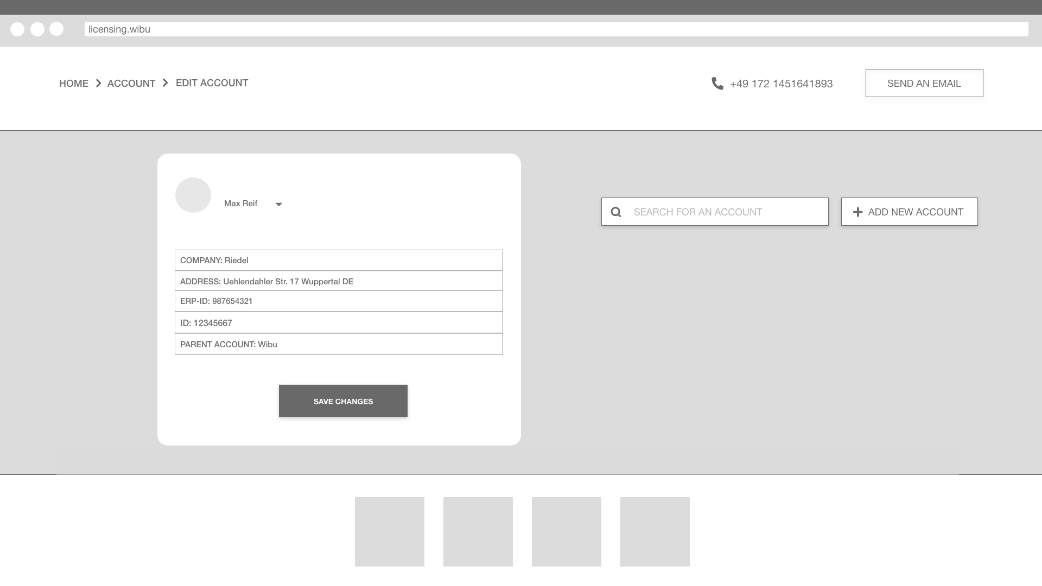 licensing.wibu
HOME ACCOUNT EDIT ACCOUNT
+49 172 1451641893
SEND AN EMAIL
Max Reif
COMPANY: Riedel
ADDRESS: Uehlendahler Str. 17 Wuppertal DE
ERP-ID: 987654321
ID: 12345667
PARENT ACCOUNT: Wibu
SAVE CHANGES
SEARCH FOR AN ACCOUNT
ADD NEW ACCOUNT